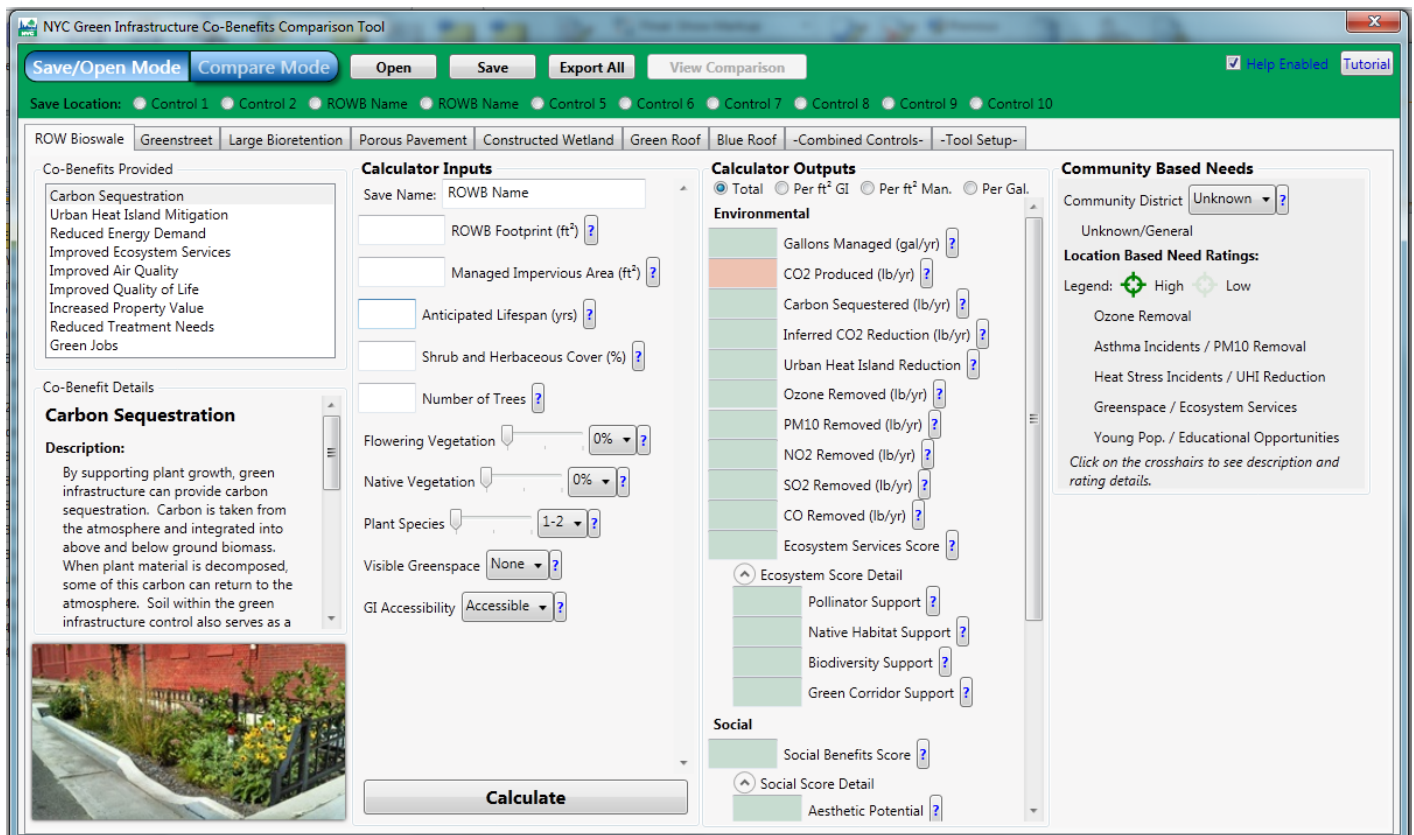 NYC Green Infrastructure Co-Benefits Comparison Tool
Save/Open Mode Compare Mode Open Save Export All View Comparison Help Enabled Tutorial
Save Location: Control 1 Control 2 ROWB Name ROWB Name Control 5 Control 6 Control 7 Control 8 Control 9 Control 10
ROW Bioswale Greenstreet Large Bioretention Porous Pavement Constructed Wetland Green Roof Blue Roof -Combined Controls- -Tool Setup-
Co-Benefits Provided
Carbon Sequestration
Urban Heat Island Mitigation
Reduced Energy Demand
Improved Ecosystem Services
Improved Air Quality
Improved Quality of Life
Increased Property Value
Reduced Treatment Needs
Green Jobs
Co-Benefit Details
Carbon Sequestration
Description:
By supporting plant growth, green
infrastructure can provide carbon
sequestration. Carbon is taken from
the atmosphere and integrated into
above and below ground biomass.
When plant material is decomposed,
some of this carbon can return to the
atmosphere. Soil within the green
infrastructure control also serves as a
Calculator Inputs
Save Name: ROWB Name
ROWB Footprint (ft²) ?
Managed Impervious Area (ft²) ?
Anticipated Lifespan (yrs) ?
Shrub and Herbaceous Cover (%) ?
Number of Trees ?
Flowering Vegetation 0% ?
Native Vegetation 0% ?
Plant Species 1-2 ?
Visible Greenspace None ?
GI Accessibility Accessible ?
Calculate
Calculator Outputs
Total Per ft² GI Per ft² Man. Per Gal.
Environmental
Gallons Managed (gal/yr) ?
CO2 Produced (lb/yr) ?
Carbon Sequestered (lb/yr) ?
Inferred CO2 Reduction (lb/yr) ?
Urban Heat Island Reduction ?
Ozone Removed (lb/yr) ?
PM10 Removed (lb/yr) ?
NO2 Removed (lb/yr) ?
SO2 Removed (lb/yr) ?
CO Removed (lb/yr) ?
Ecosystem Services Score ?
Ecosystem Score Detail
Pollinator Support ?
Native Habitat Support ?
Biodiversity Support ?
Green Corridor Support ?
Social
Social Benefits Score ?
Social Score Detail
Aesthetic Potential ?
Community Based Needs
Community District Unknown ?
Unknown/General
Location Based Need Ratings:
Legend: High Low
Ozone Removal
Asthma Incidents / PM10 Removal
Heat Stress Incidents / UHI Reduction
Greenspace / Ecosystem Services
Young Pop. / Educational Opportunities
Click on the crosshairs to see description and
rating details.